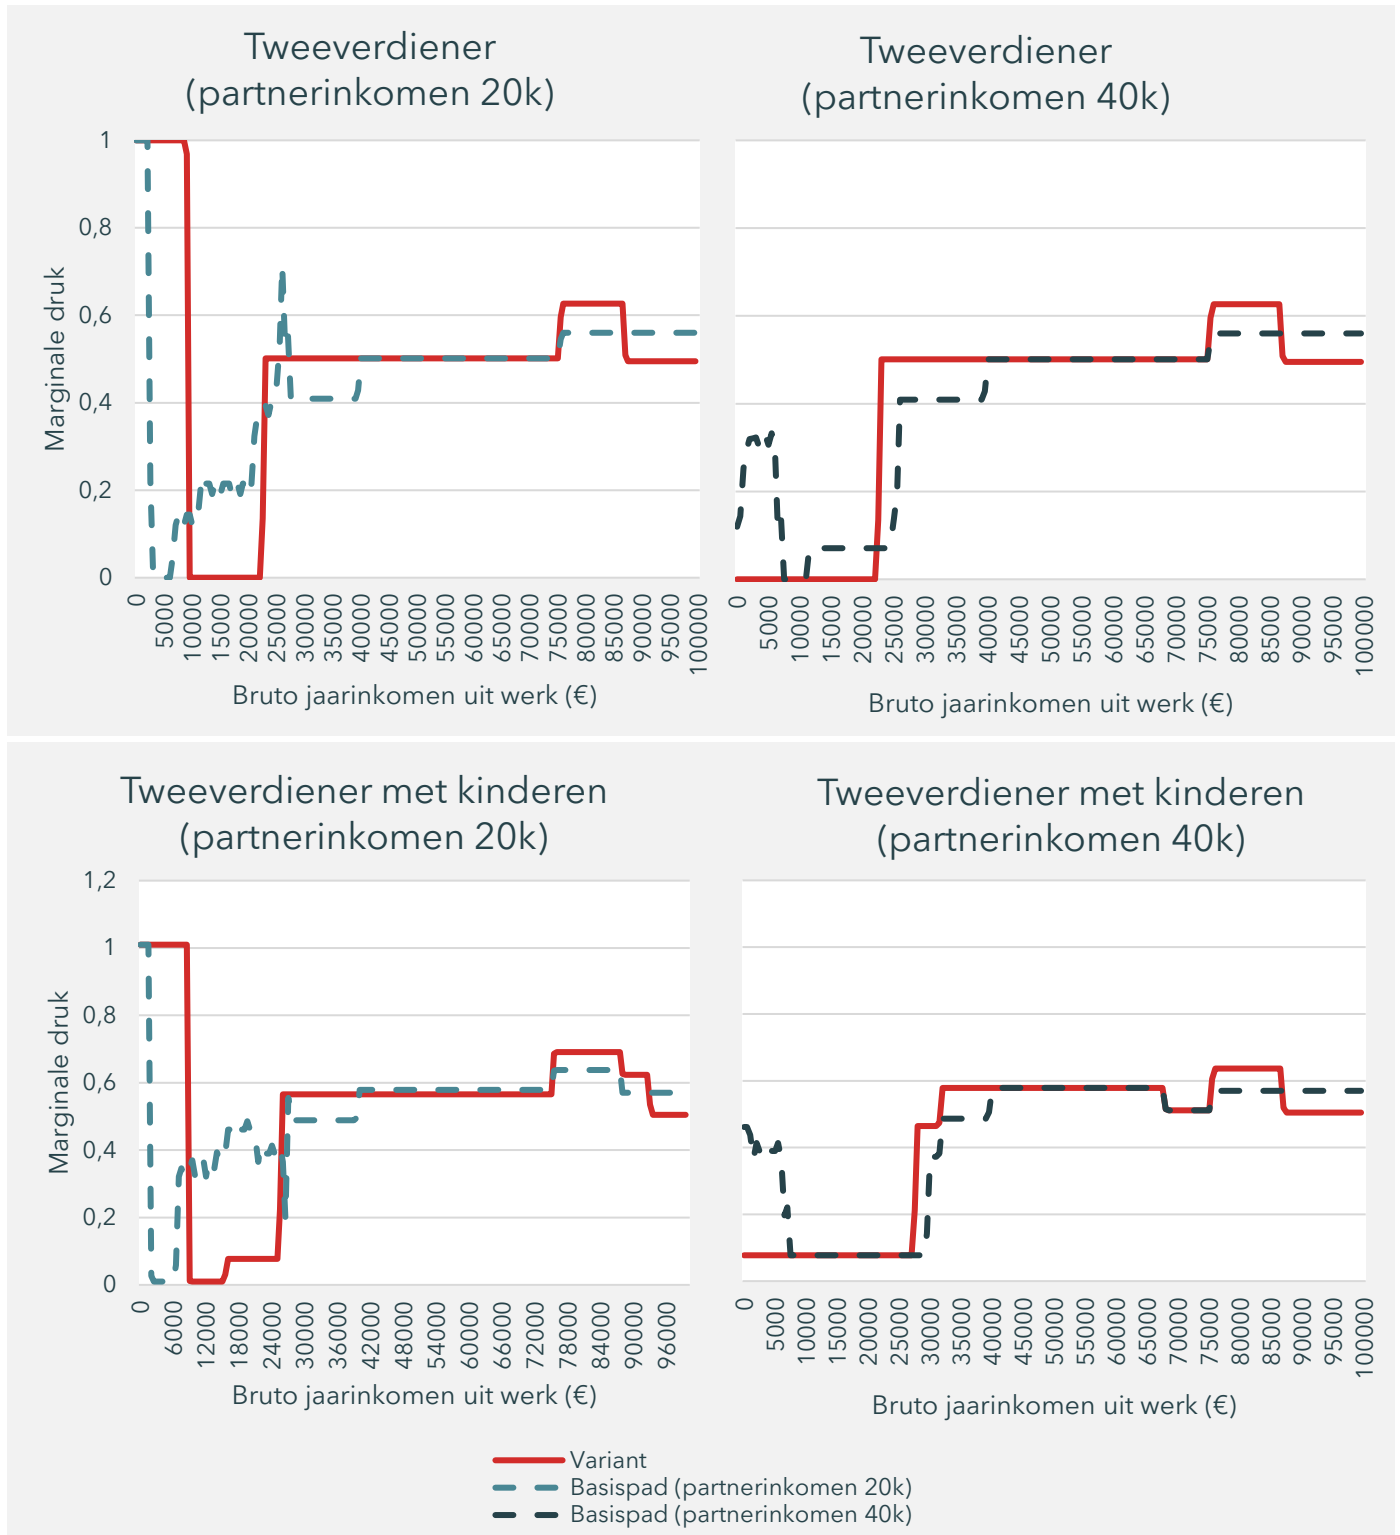 Tweeverdiener
(partnerinkomen 20k)
Marginale druk
1
0,8
0,6
0,4
0,2
0
0 5000 10000 15000 20000 25000 30000 35000 40000 45000 50000 55000 60000 65000 70000 75000 80000 85000 90000 95000 100000
Bruto jaarinkomen uit werk (€)
Tweeverdiener
(partnerinkomen 40k)
0 5000 10000 15000 20000 25000 30000 35000 40000 45000 50000 55000 60000 65000 70000 75000 80000 85000 90000 95000 100000
Bruto jaarinkomen uit werk (€)
Tweeverdiener met kinderen
(partnerinkomen 20k)
Marginale druk
1,2
1
0,8
0,6
0,4
0,2
0
0 6000 12000 18000 24000 30000 36000 42000 48000 54000 60000 66000 72000 78000 84000 90000 96000
Bruto jaarinkomen uit werk (€)
Tweeverdiener met kinderen
(partnerinkomen 40k)
0 5000 10000 15000 20000 25000 30000 35000 40000 45000 50000 55000 60000 65000 70000 75000 80000 85000 90000 95000 100000
Bruto jaarinkomen uit werk (€)
Variant
Basispad (partnerinkomen 20k)
Basispad (partnerinkomen 40k)